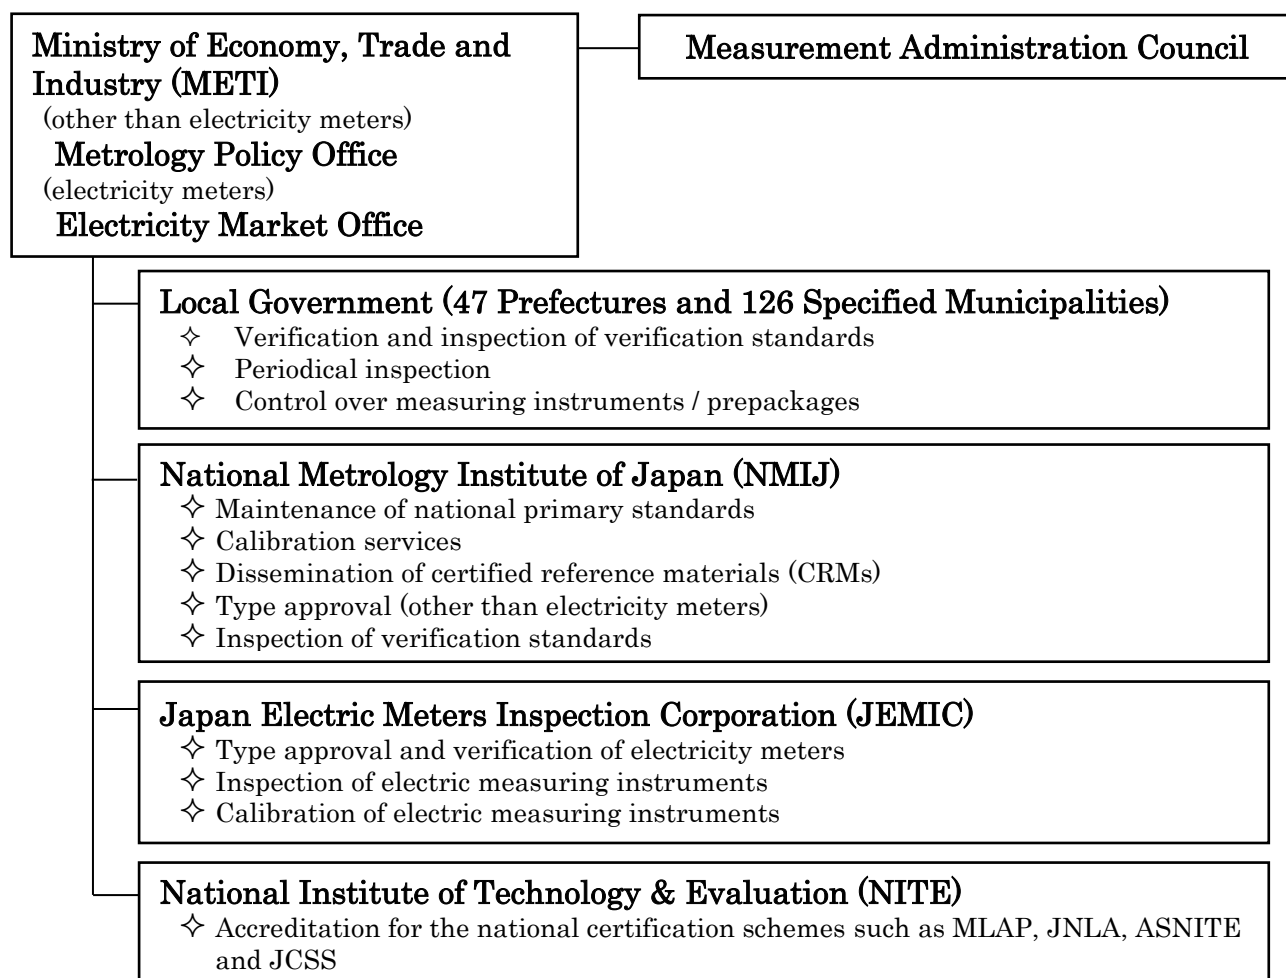 Ministry of Economy, Trade and
Industry (METI)
(other than electricity meters)
Metrology Policy Office
(electricity meters)
Electricity Market Office
Measurement Administration Council
Local Government (47 Prefectures and 126 Specified Municipalities)
✧ Verification and inspection of verification standards
✧ Periodical inspection
✧ Control over measuring instruments / prepackages
National Metrology Institute of Japan (NMIJ)
✧ Maintenance of national primary standards
✧ Calibration services
✧ Dissemination of certified reference materials (CRMs)
✧ Type approval (other than electricity meters)
✧ Inspection of verification standards
Japan Electric Meters Inspection Corporation (JEMIC)
✧ Type approval and verification of electricity meters
✧ Inspection of electric measuring instruments
✧ Calibration of electric measuring instruments
National Institute of Technology & Evaluation (NITE)
✧ Accreditation for the national certification schemes such as MLAP, JNLA, ASNITE
and JCSS